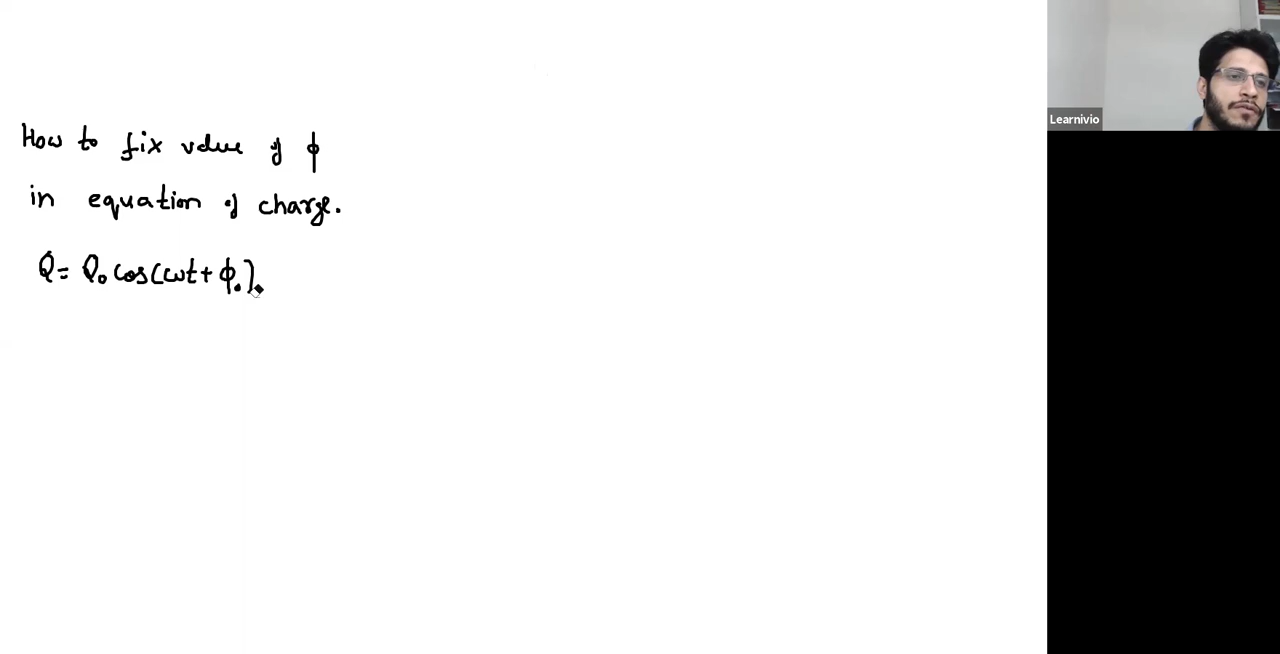 How to fix value of ϕ
in equation of charge.
Q = Q₀ cos(ωt + ϕ₀).
Learnivio